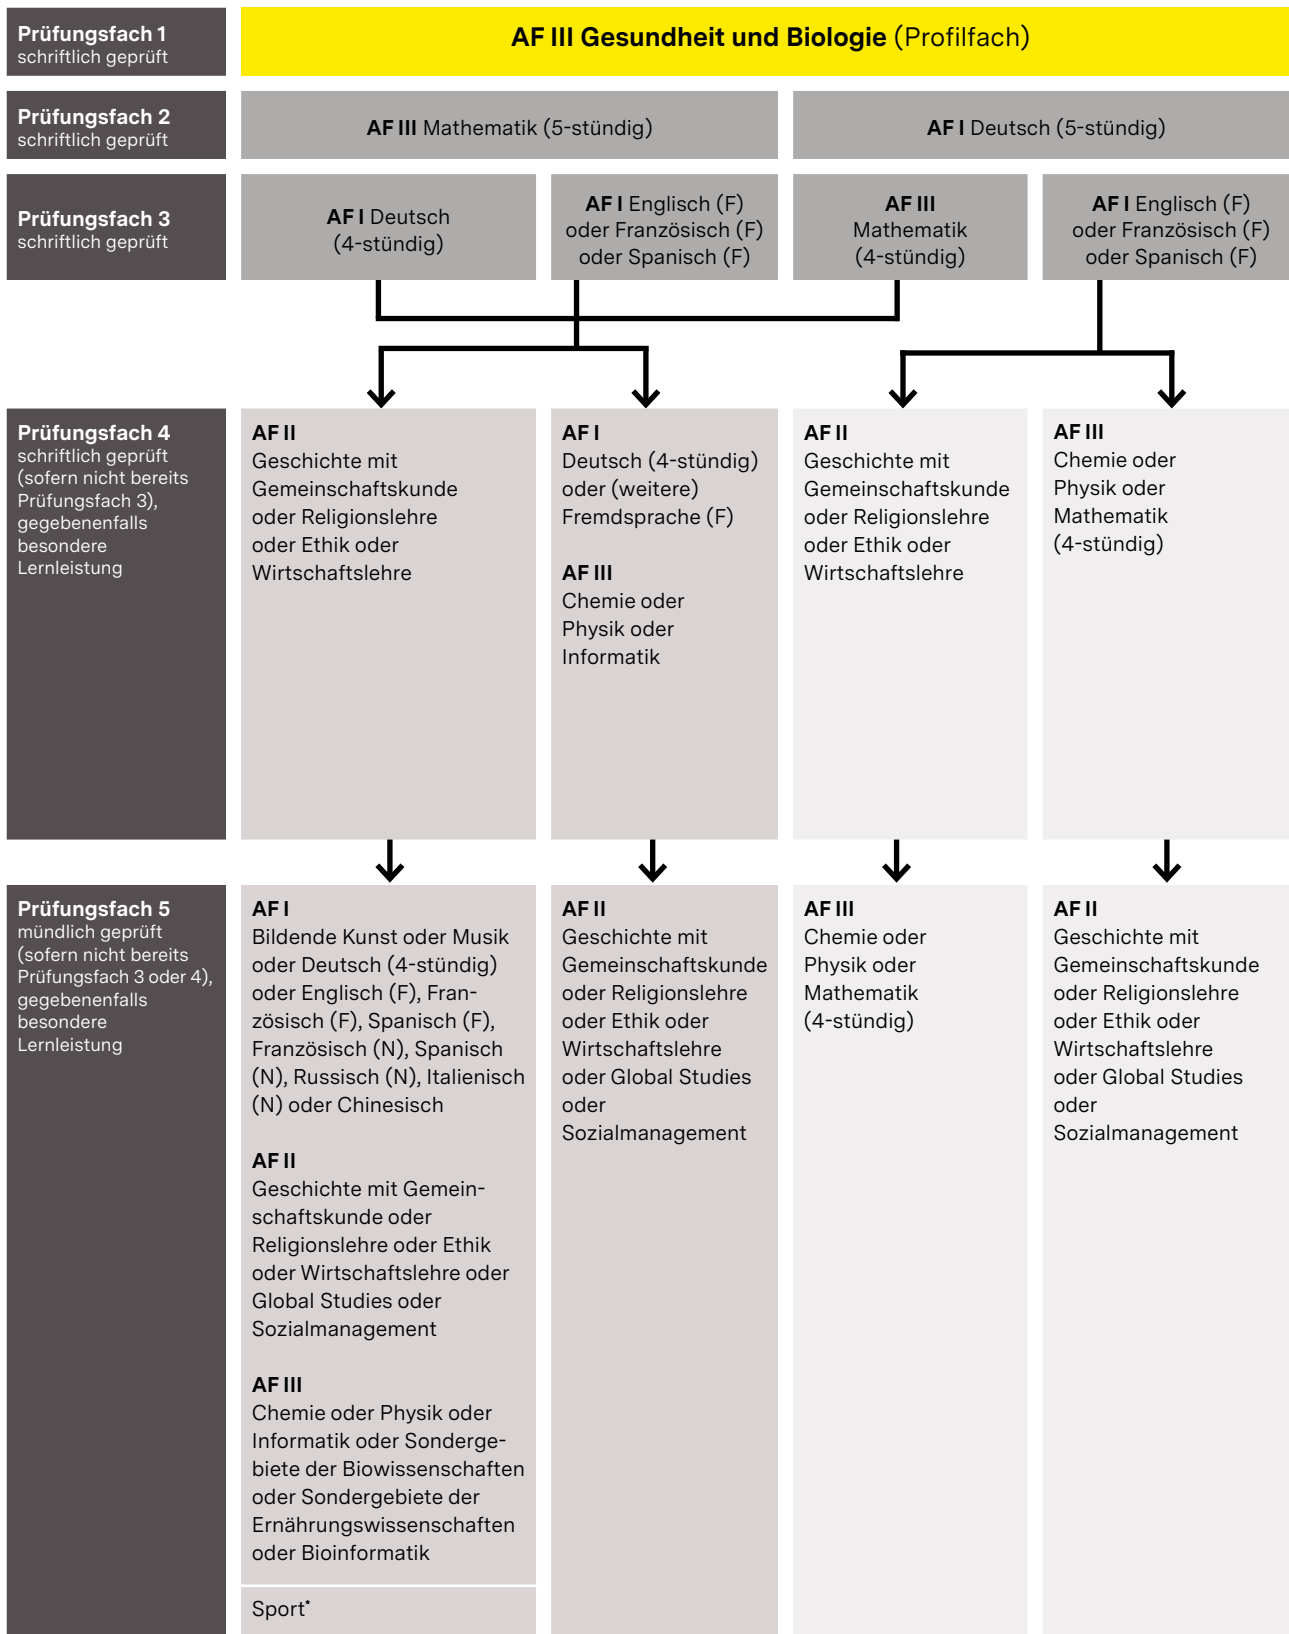 Prüfungsfach 1
schriftlich geprüft
AF III Gesundheit und Biologie (Profilfach)
Prüfungsfach 2
schriftlich geprüft
AF III Mathematik (5-stündig)
AF I Deutsch (5-stündig)
Prüfungsfach 3
schriftlich geprüft
AF I Deutsch
(4-stündig)
AF I Englisch (F)
oder Französisch (F)
oder Spanisch (F)
AF III
Mathematik
(4-stündig)
AF I Englisch (F)
oder Französisch (F)
oder Spanisch (F)
Prüfungsfach 4
schriftlich geprüft
(sofern nicht bereits
Prüfungsfach 3),
gegebenenfalls
besondere
Lernleistung
AF II
Geschichte mit
Gemeinschaftskunde
oder Religionslehre
oder Ethik oder
Wirtschaftslehre
AF I
Deutsch (4-stündig)
oder (weitere)
Fremdsprache (F)
AF III
Chemie oder
Physik oder
Informatik
AF II
Geschichte mit
Gemeinschaftskunde
oder Religionslehre
oder Ethik oder
Wirtschaftslehre
AF III
Chemie oder
Physik oder
Mathematik
(4-stündig)
Prüfungsfach 5
mündlich geprüft
(sofern nicht bereits
Prüfungsfach 3 oder 4),
gegebenenfalls
besondere
Lernleistung
AF I
Bildende Kunst oder Musik
oder Deutsch (4-stündig)
oder Englisch (F), Fran-
zösisch (F), Spanisch (F),
Französisch (N), Spanisch
(N), Russisch (N), Italienisch
(N) oder Chinesisch
AF II
Geschichte mit Gemein-
schaftskunde oder
Religionslehre oder Ethik
oder Wirtschaftslehre oder
Global Studies oder
Sozialmanagement
AF III
Chemie oder Physik oder
Informatik oder Sonderge-
biete der Biowissenschaften
oder Sondergebiete der
Ernährungswissenschaften
oder Bioinformatik
Sport*
AF II
Geschichte mit
Gemeinschaftskunde
oder Religionslehre
oder Ethik oder
Wirtschaftslehre
oder Global Studies
oder
Sozialmanagement
AF III
Chemie oder
Physik oder
Mathematik
(4-stündig)
AF II
Geschichte mit
Gemeinschaftskunde
oder Religionslehre
oder Ethik oder
Wirtschaftslehre
oder Global Studies
oder
Sozialmanagement